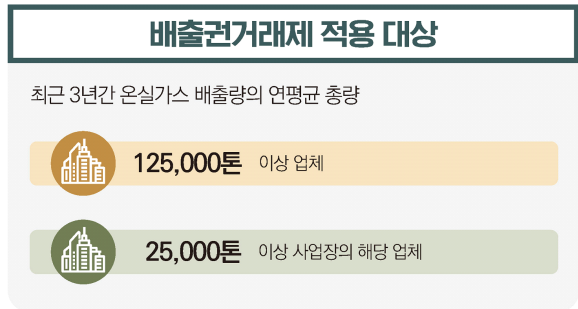 배출권거래제 적용 대상
최근 3년간 온실가스 배출량의 연평균 총량
125,000톤 이상 업체
25,000톤 이상 사업장의 해당 업체